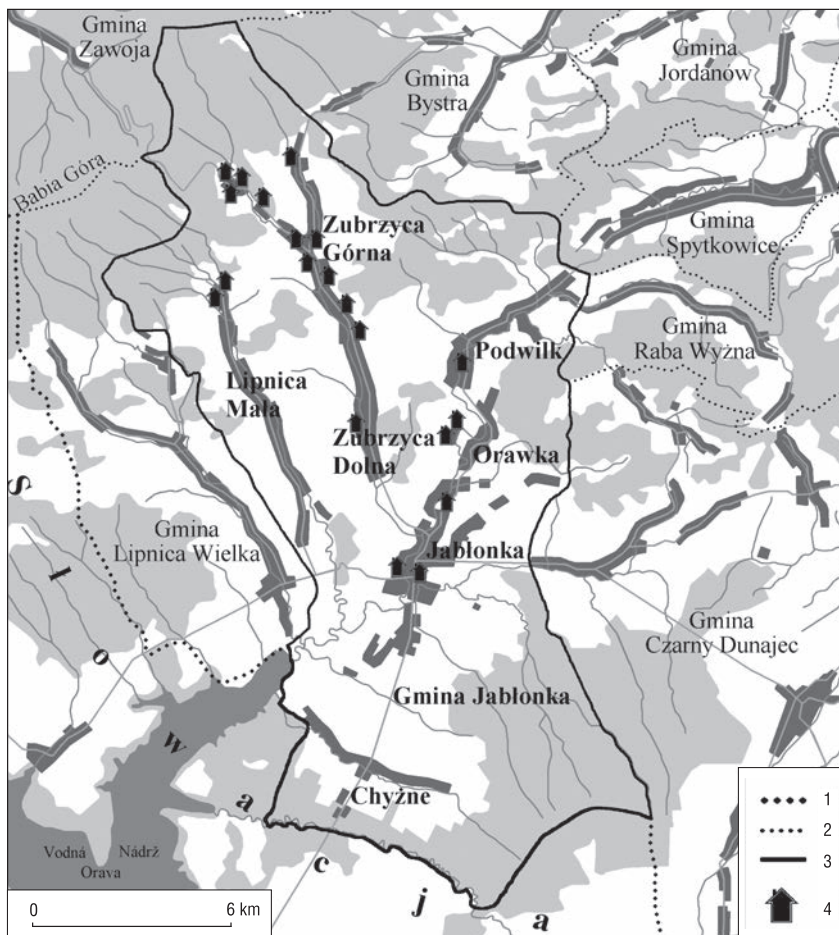 Gmina
Zawoja
Gmina
Bystra
Gmina
Jordanów
Babia Góra
Zubrzyca
Górna
Gmina
Spytkowice
Podwilk
Gmina
Raba Wyżna
Lipnica
Mała
Zubrzyca
Dolna
Orawka
Gmina
Lipnica Wielka
Jabłonka
Gmina
Czarny Dunajec
Gmina Jabłonka
Chyżne
Słowacja
Vodná Nádrž
Orava
0 6 km
1
2
3
4